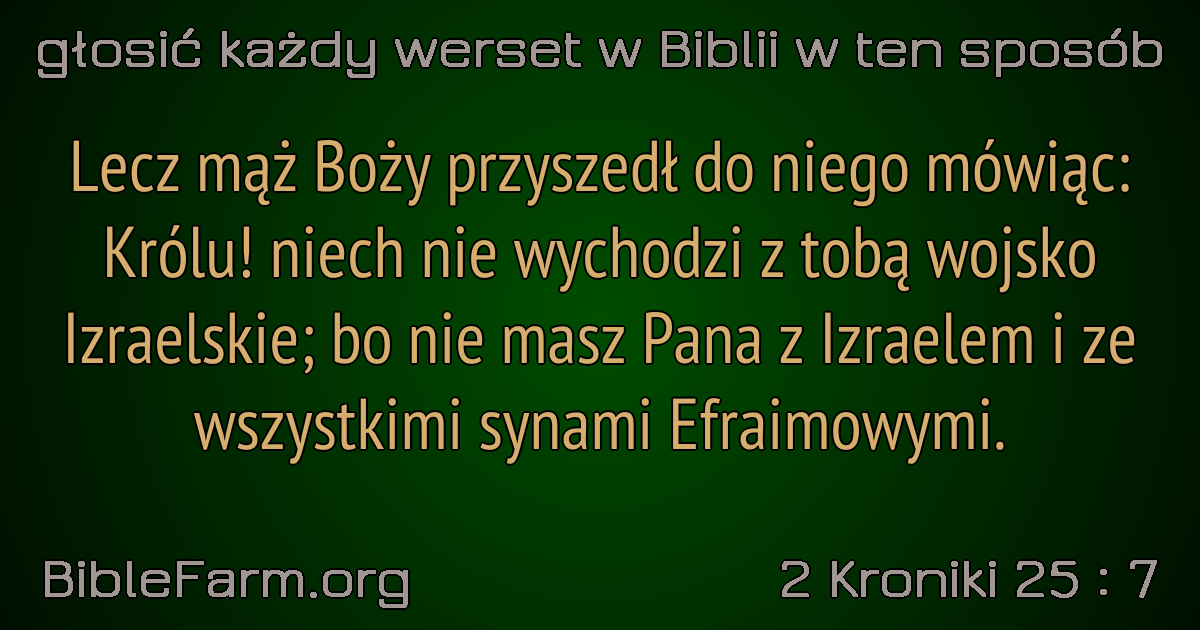 głosić każdy werset w Biblii w ten sposób
Lecz mąż Boży przyszedł do niego mówiąc:
Królu! niech nie wychodzi z tobą wojsko
Izraelskie; bo nie masz Pana z Izraelem i ze
wszystkimi synami Efraimowymi.
BibleFarm.org
2 Kroniki 25 : 7